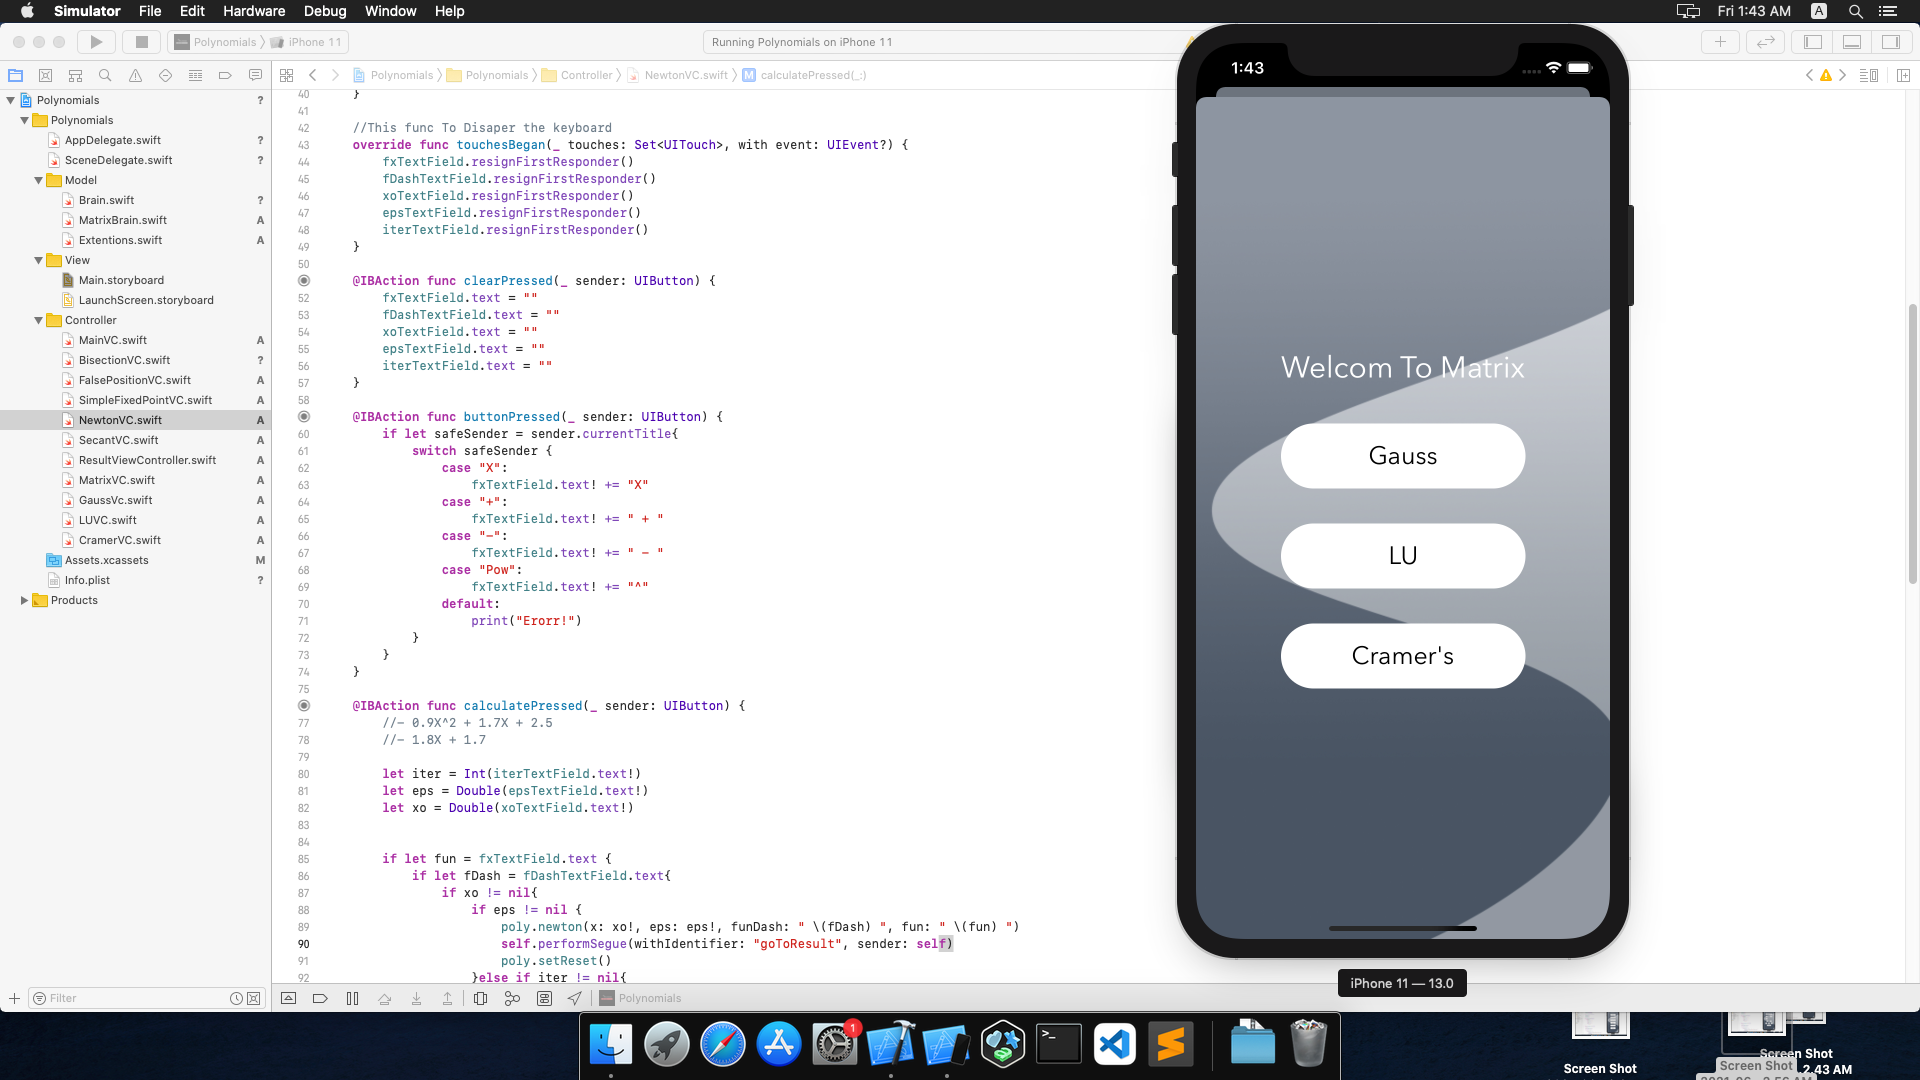 Simulator File Edit Hardware Debug Window Help
Fri 1:43 AM A
Polynomials iPhone 11
Running Polynomials on iPhone 11
Polynomials Polynomials Controller NewtonVC.swift M calculatePressed(_:)
Polynomials ?
Polynomials
AppDelegate.swift ?
SceneDelegate.swift ?
Model
Brain.swift ?
MatrixBrain.swift A
Extentions.swift A
View
Main.storyboard
LaunchScreen.storyboard
Controller
MainVC.swift A
BisectionVC.swift ?
FalsePositionVC.swift A
SimpleFixedPointVC.swift A
NewtonVC.swift A
SecantVC.swift A
ResultViewController.swift A
MatrixVC.swift A
GaussVc.swift A
LUVC.swift A
CramerVC.swift A
Assets.xcassets M
Info.plist ?
Products
Filter
40 }
41
42 //This func To Disaper the keyboard
43 override func touchesBegan(_ touches: Set<UITouch>, with event: UIEvent?) {
44 fxTextField.resignFirstResponder()
45 fDashTextField.resignFirstResponder()
46 xoTextField.resignFirstResponder()
47 epsTextField.resignFirstResponder()
48 iterTextField.resignFirstResponder()
49 }
50
@IBAction func clearPressed(_ sender: UIButton) {
52 fxTextField.text = ""
53 fDashTextField.text = ""
54 xoTextField.text = ""
55 epsTextField.text = ""
56 iterTextField.text = ""
57 }
58
@IBAction func buttonPressed(_ sender: UIButton) {
60 if let safeSender = sender.currentTitle{
61 switch safeSender {
62 case "X":
63 fxTextField.text! += "X"
64 case "+":
65 fxTextField.text! += " + "
66 case "-":
67 fxTextField.text! += " - "
68 case "Pow":
69 fxTextField.text! += "^"
70 default:
71 print("Erorr!")
72 }
73 }
74 }
75
@IBAction func calculatePressed(_ sender: UIButton) {
77 //- 0.9X^2 + 1.7X + 2.5
78 //- 1.8X + 1.7
79
80 let iter = Int(iterTextField.text!)
81 let eps = Double(epsTextField.text!)
82 let xo = Double(xoTextField.text!)
83
84
85 if let fun = fxTextField.text {
86 if let fDash = fDashTextField.text{
87 if xo != nil{
88 if eps != nil {
89 poly.newton(x: xo!, eps: eps!, funDash: " \(fDash) ", fun: " \(fun) ")
90 self.performSegue(withIdentifier: "goToResult", sender: self)
91 poly.setReset()
92 }else if iter != nil{
Polynomials
1:43
Welcom To Matrix
Gauss
LU
Cramer's
iPhone 11 — 13.0
1
Screen Shot
Screen Shot
Screen Shot
2.43 AM